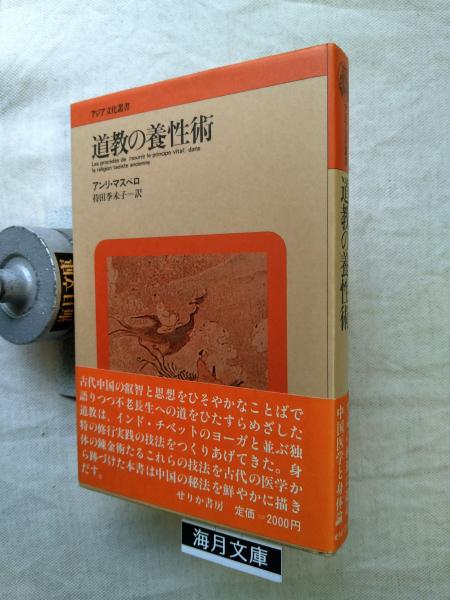 アジア文化叢書
道教の養性術
Les procédés de 《nourrir le principe vital》 dans
la religion taoïste ancienne
アンリ・マスペロ
持田季未子―訳
古代中国の叡智と思想をひそやかなことばで
語りつつ不老長生への道をひたすらめざした
道教は、インド・チベットのヨーガと並ぶ独
特の修行実践の技法をつくりあげてきた。身
体の錬金術たるこれらの技法を古代の医学か
ら跡づけた本書は中国の秘法を鮮やかに描き
だす。
せりか書房 定価=2000円
道教の養性術
中国医学と身体論
海月文庫